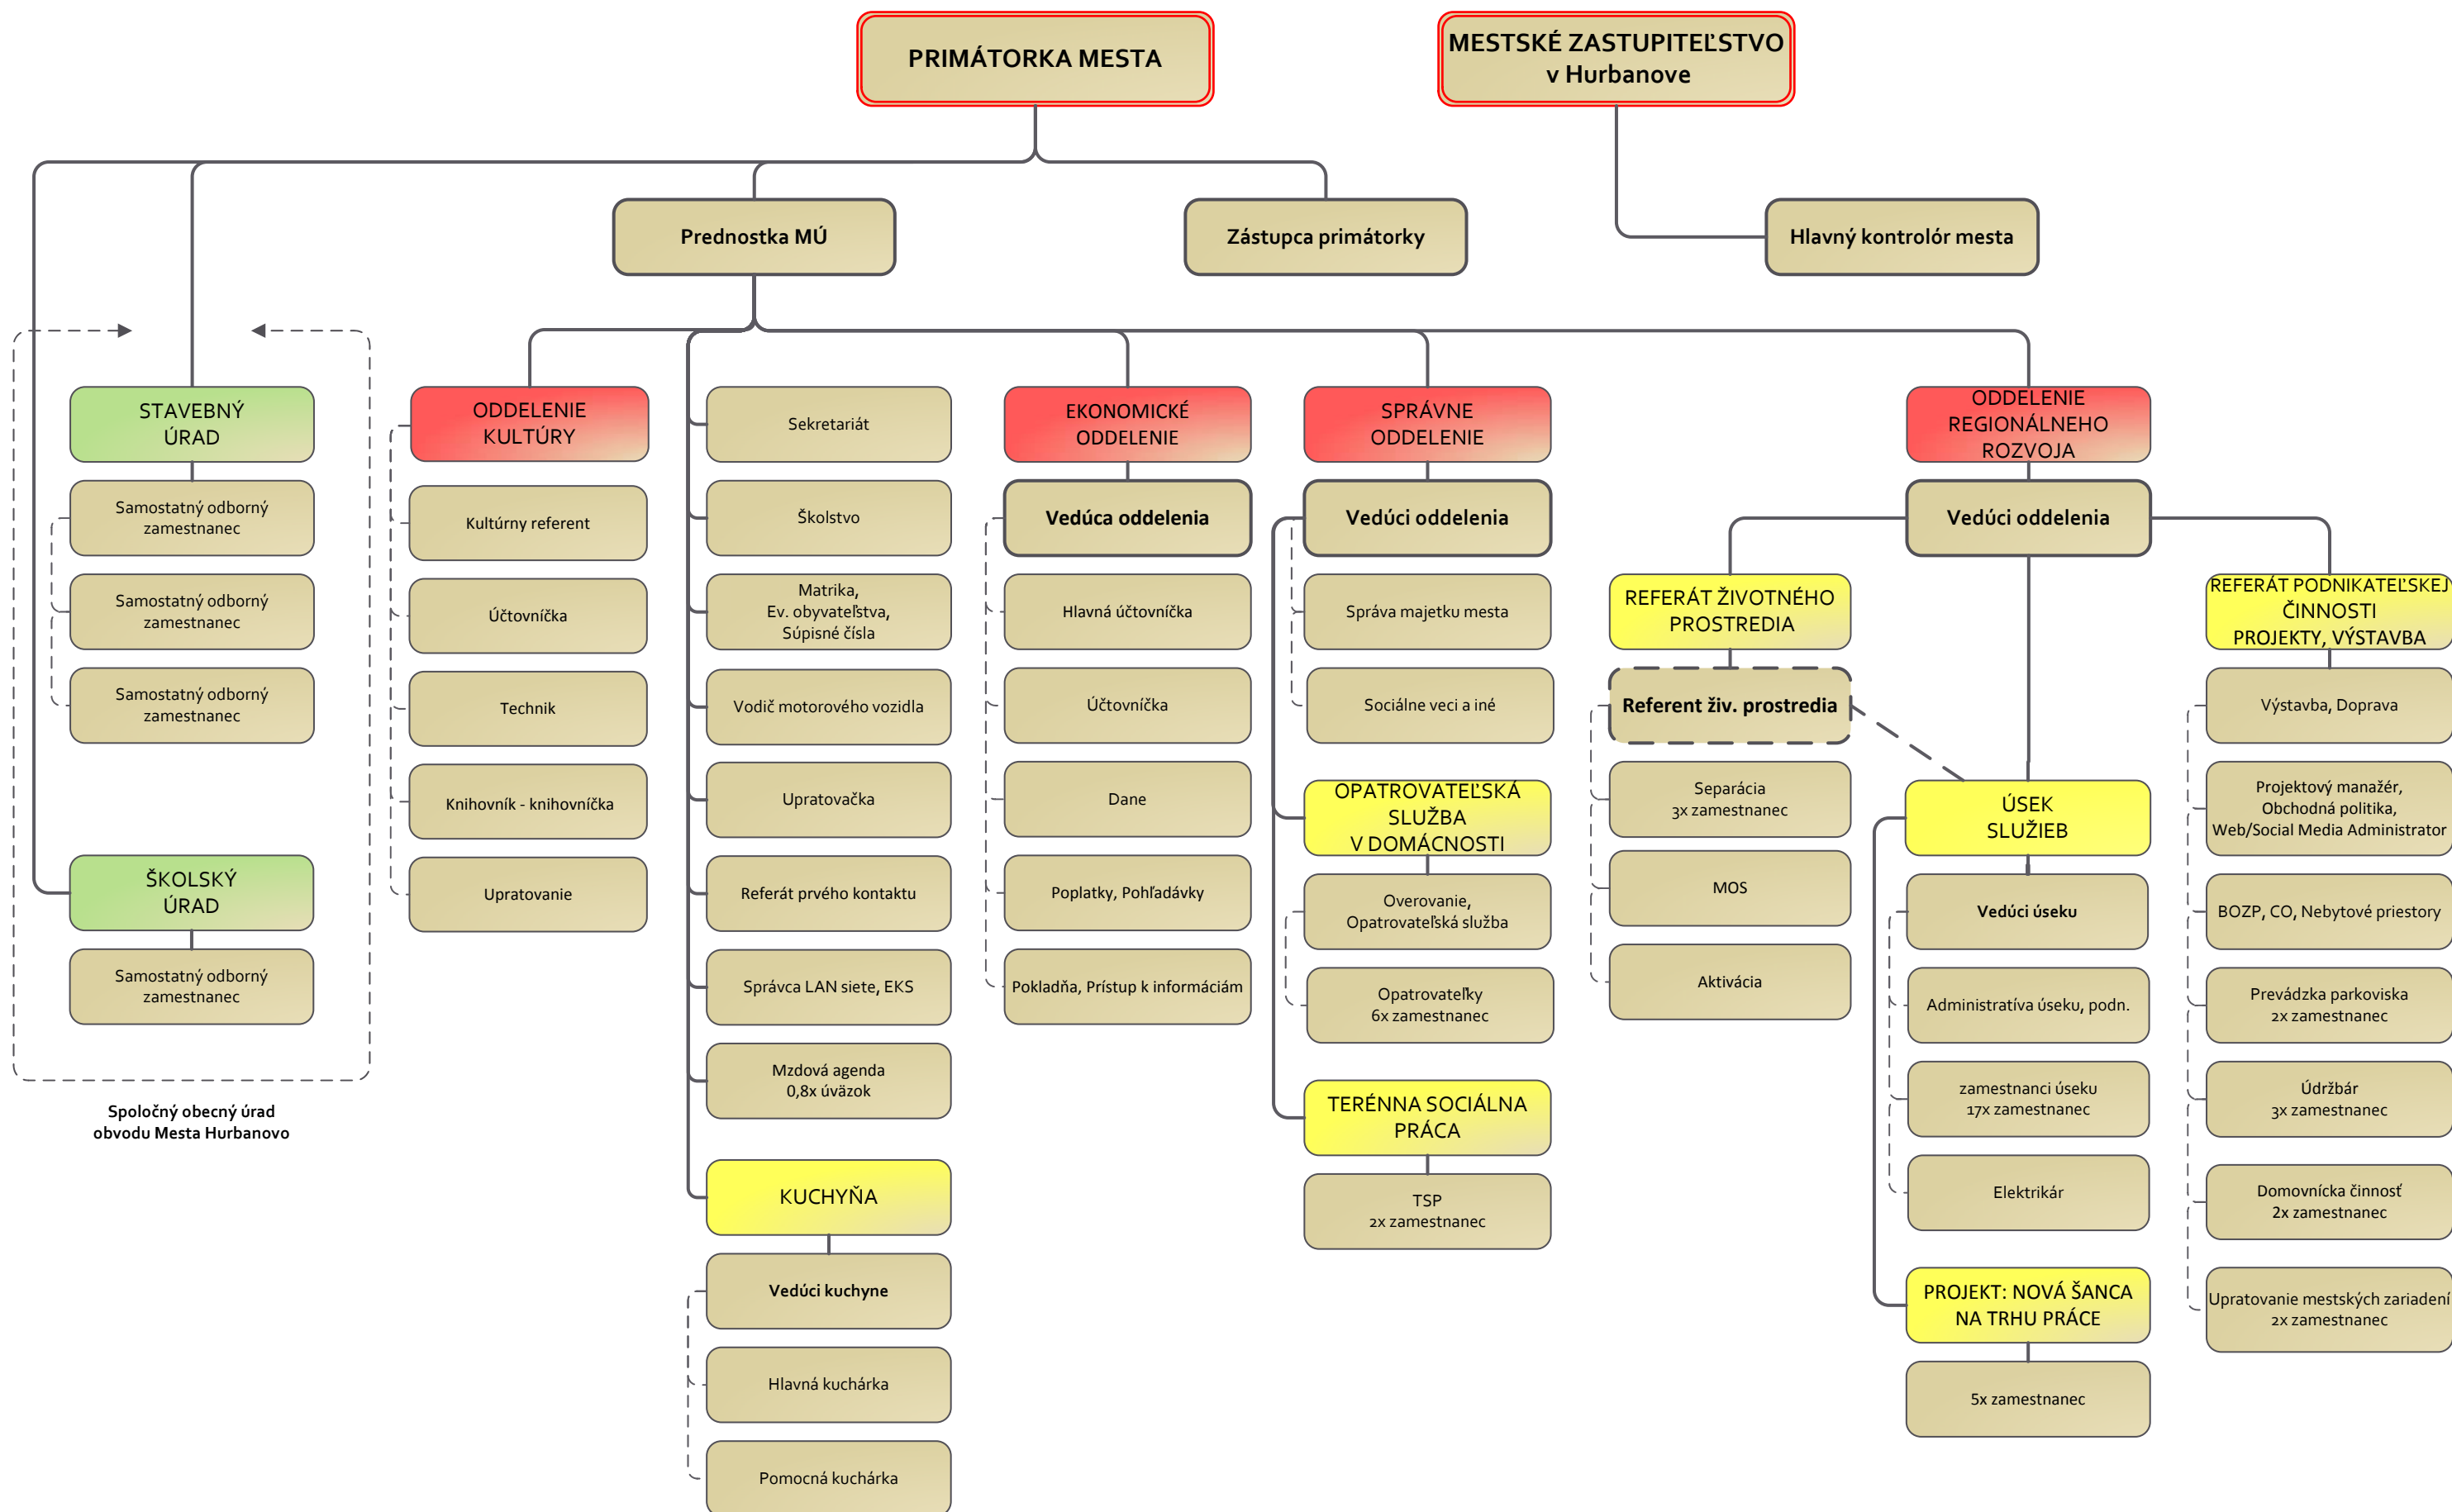 PRIMÁTORKA MESTA
MESTSKÉ ZASTUPITEĽSTVO
v Hurbanove
Prednostka MÚ
Zástupca primátorky
Hlavný kontrolór mesta
STAVEBNÝ
ÚRAD
Samostatný odborný
zamestnanec
Samostatný odborný
zamestnanec
Samostatný odborný
zamestnanec
ŠKOLSKÝ
ÚRAD
Samostatný odborný
zamestnanec
Spoločný obecný úrad
obvodu Mesta Hurbanovo
ODDELENIE
KULTÚRY
Kultúrny referent
Účtovníčka
Technik
Knihovník - knihovníčka
Upratovanie
Sekretariát
Školstvo
Matrika,
Ev. obyvateľstva,
Súpisné čísla
Vodič motorového vozidla
Upratovačka
Referát prvého kontaktu
Správca LAN siete, EKS
Mzdová agenda
0,8x úväzok
KUCHYŇA
Vedúci kuchyne
Hlavná kuchárka
Pomocná kuchárka
EKONOMICKÉ
ODDELENIE
Vedúca oddelenia
Hlavná účtovníčka
Účtovníčka
Dane
Poplatky, Pohľadávky
Pokladňa, Prístup k informáciám
SPRÁVNE
ODDELENIE
Vedúci oddelenia
Správa majetku mesta
Sociálne veci a iné
OPATROVATEĽSKÁ
SLUŽBA
V DOMÁCNOSTI
Overovanie,
Opatrovateľská služba
Opatrovateľky
6x zamestnanec
TERÉNNA SOCIÁLNA
PRÁCA
TSP
2x zamestnanec
ODDELENIE
REGIONÁLNEHO
ROZVOJA
Vedúci oddelenia
REFERÁT ŽIVOTNÉHO
PROSTREDIA
Referent živ. prostredia
Separácia
3x zamestnanec
MOS
Aktivácia
ÚSEK
SLUŽIEB
Vedúci úseku
Administratíva úseku, podn.
zamestnanci úseku
17x zamestnanec
Elektrikár
PROJEKT: NOVÁ ŠANCA
NA TRHU PRÁCE
5x zamestnanec
REFERÁT PODNIKATEĽSKEJ
ČINNOSTI
PROJEKTY, VÝSTAVBA
Výstavba, Doprava
Projektový manažér,
Obchodná politika,
Web/Social Media Administrator
BOZP, CO, Nebytové priestory
Prevádzka parkoviska
2x zamestnanec
Údržbár
3x zamestnanec
Domovnícka činnosť
2x zamestnanec
Upratovanie mestských zariadení
2x zamestnanec